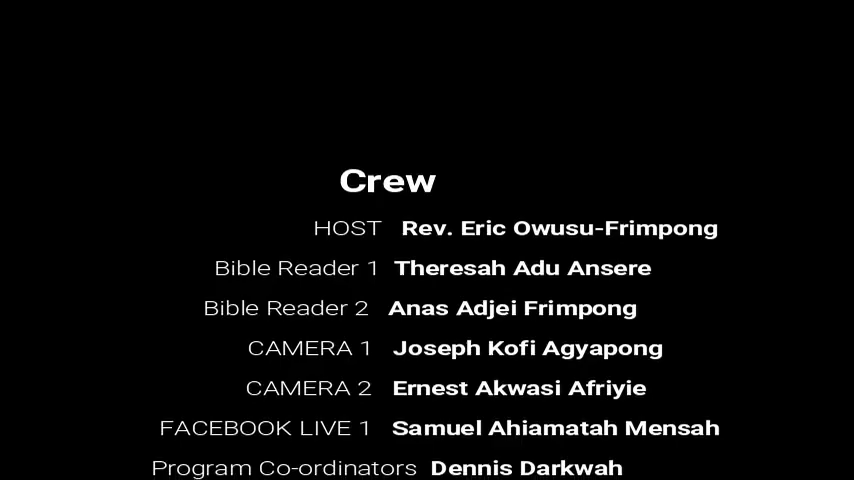 Crew
HOST Rev. Eric Owusu-Frimpong
Bible Reader 1 Theresah Adu Ansere
Bible Reader 2 Anas Adjei Frimpong
CAMERA 1 Joseph Kofi Agyapong
CAMERA 2 Ernest Akwasi Afriyie
FACEBOOK LIVE 1 Samuel Ahiamatah Mensah
Program Co-ordinators Dennis Darkwah